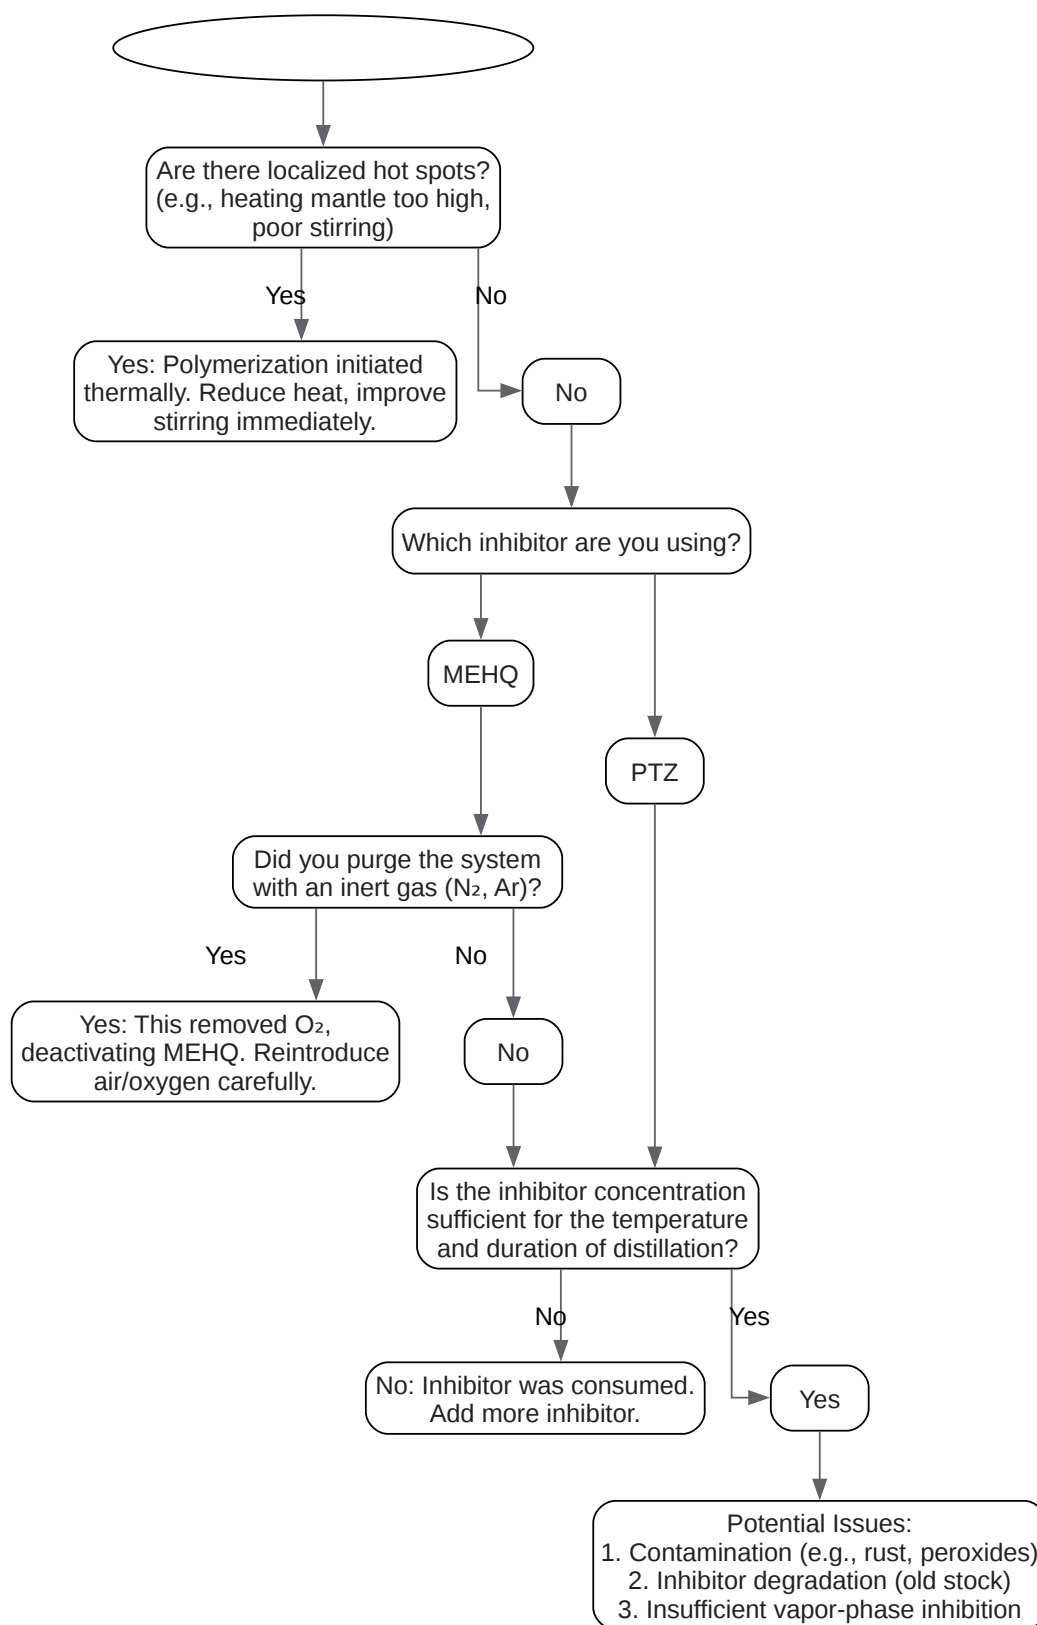 Are there localized hot spots?
(e.g., heating mantle too high,
poor stirring)
Yes
No
Yes: Polymerization initiated
thermally. Reduce heat, improve
stirring immediately.
No
Which inhibitor are you using?
MEHQ
PTZ
Did you purge the system
with an inert gas (N₂, Ar)?
Yes
No
Yes: This removed O₂,
deactivating MEHQ. Reintroduce
air/oxygen carefully.
No
Is the inhibitor concentration
sufficient for the temperature
and duration of distillation?
No
Yes
No: Inhibitor was consumed.
Add more inhibitor.
Yes
Potential Issues:
1. Contamination (e.g., rust, peroxides)
2. Inhibitor degradation (old stock)
3. Insufficient vapor-phase inhibition